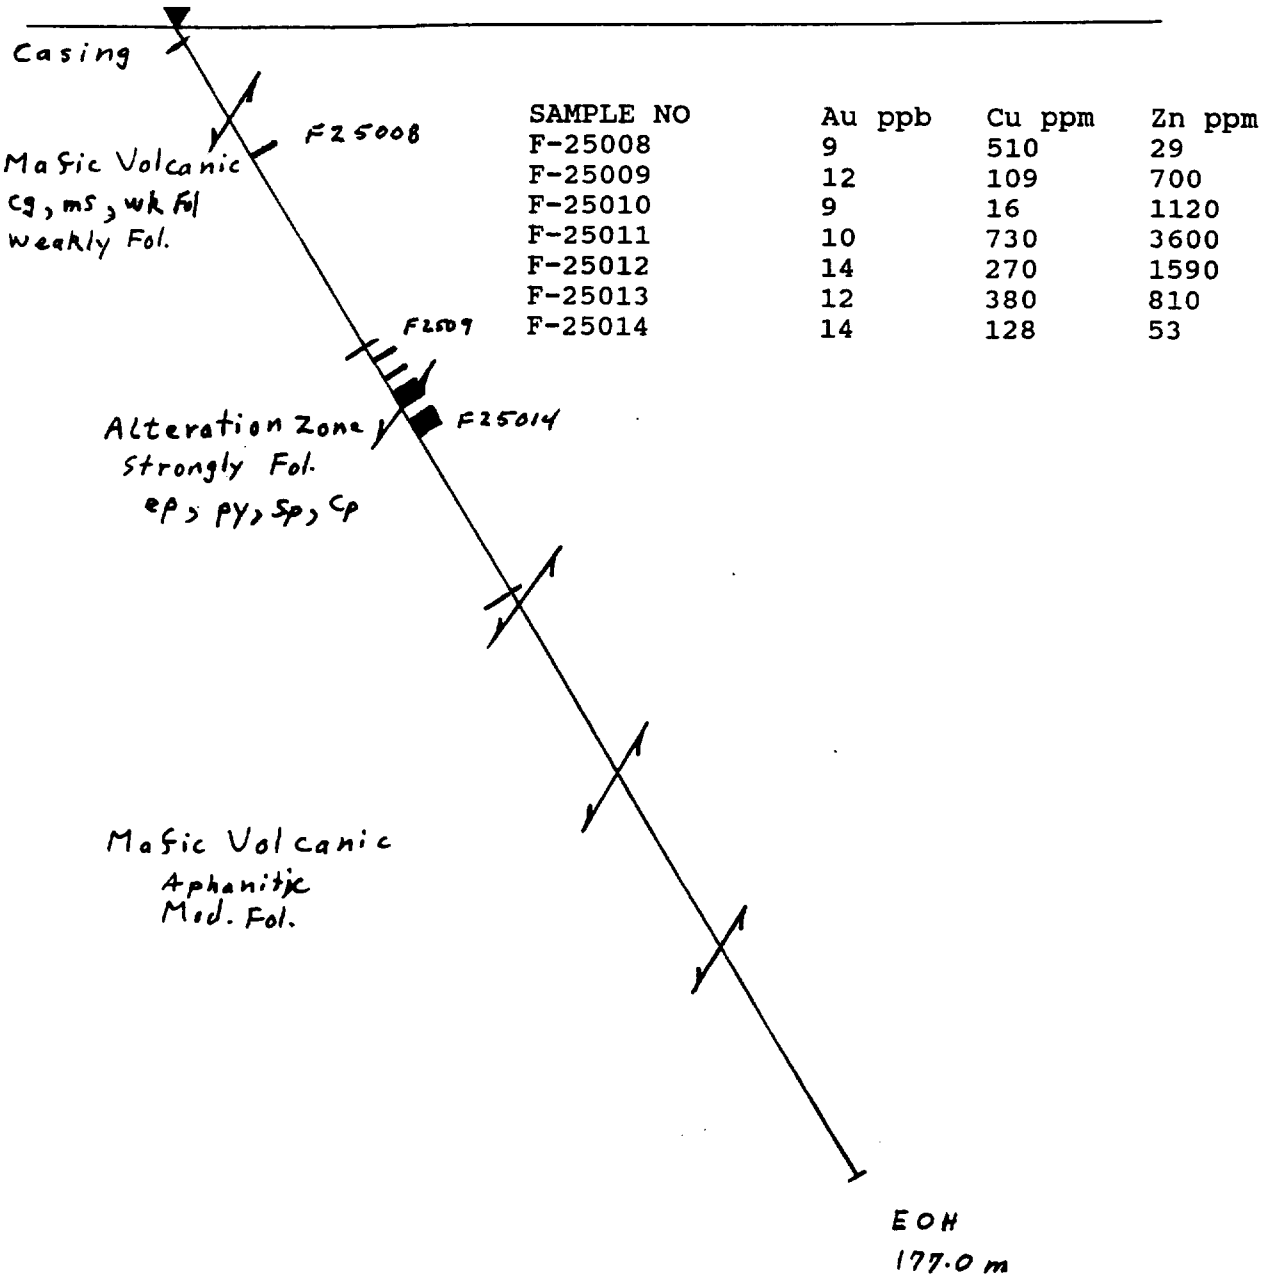 Casing
F25008
Mafic Volcanic
cg, ms, wk Fol
Weakly Fol.
SAMPLE NO Au ppb Cu ppm Zn ppm
F-25008 9 510 29
F-25009 12 109 700
F-25010 9 16 1120
F-25011 10 730 3600
F-25012 14 270 1590
F-25013 12 380 810
F-25014 14 128 53
F2509
Alteration Zone
Strongly Fol.
ep, py, sp, cp
F25014
Mafic Volcanic
Aphanitic
Mod. Fol.
EOH
177.0 m